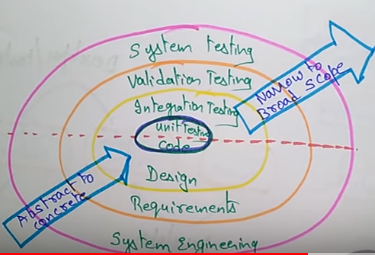 System Testing
Validation Testing
Integration Testing
unit Testing
code
Design
Requirements
System Engineering
Narrow to
Broad Scope
Abstract to
concrete